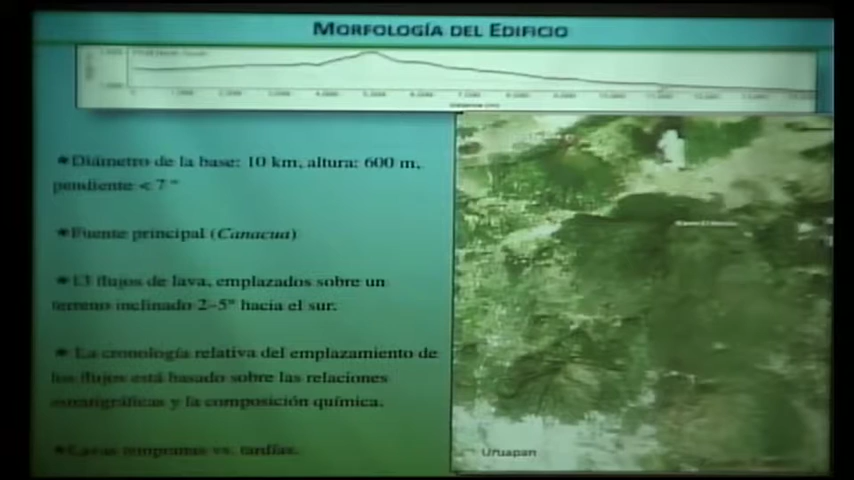 MORFOLOGÍA DEL EDIFICIO
*Diámetro de la base: 10 km, altura: 600 m,
pendiente < 7 °
*Fuente principal (Canacua)
*13 flujos de lava, emplazados sobre un
terreno inclinado 2-5° hacia el sur.
* La cronología relativa del emplazamiento de
los flujos está basado sobre las relaciones
estratigráficas y la composición química.
*Lavas tempranas vs. tardías.
Uruapan